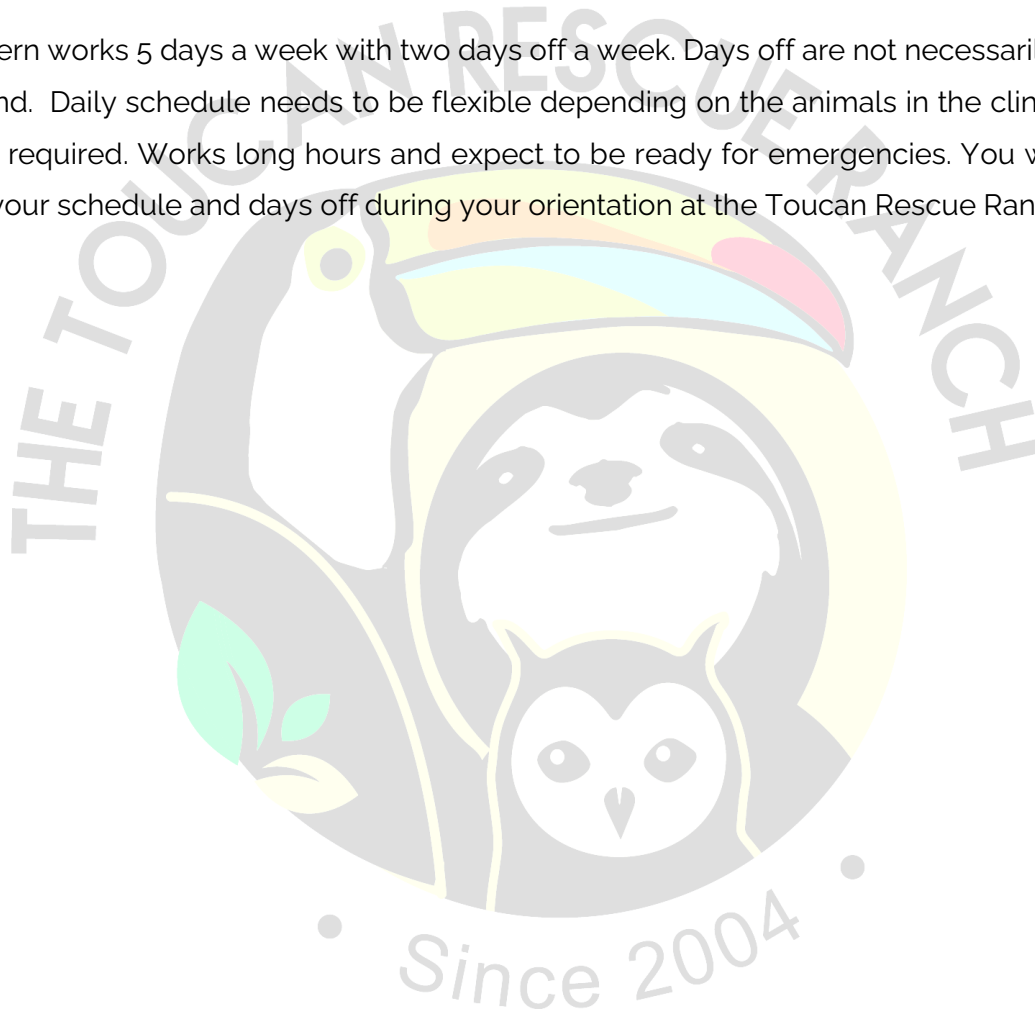 ern works 5 days a week with two days off a week. Days off are not necessaril
nd. Daily schedule needs to be flexible depending on the animals in the clin
required. Works long hours and expect to be ready for emergencies. You w
your schedule and days off during your orientation at the Toucan Rescue Ran
THE TOUCAN RESCUE RANCH
• Since 2004 •